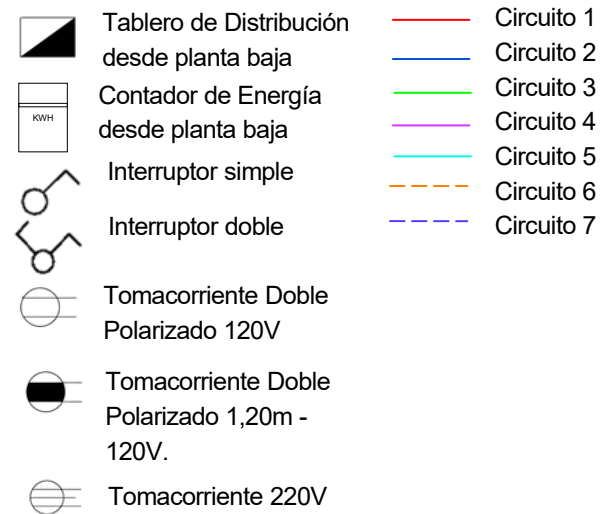 Tablero de Distribución
desde planta baja
Contador de Energía
desde planta baja
KWH
Interruptor simple
Interruptor doble
Tomacorriente Doble
Polarizado 120V
Tomacorriente Doble
Polarizado 1,20m -
120V.
Tomacorriente 220V
Circuito 1
Circuito 2
Circuito 3
Circuito 4
Circuito 5
Circuito 6
Circuito 7